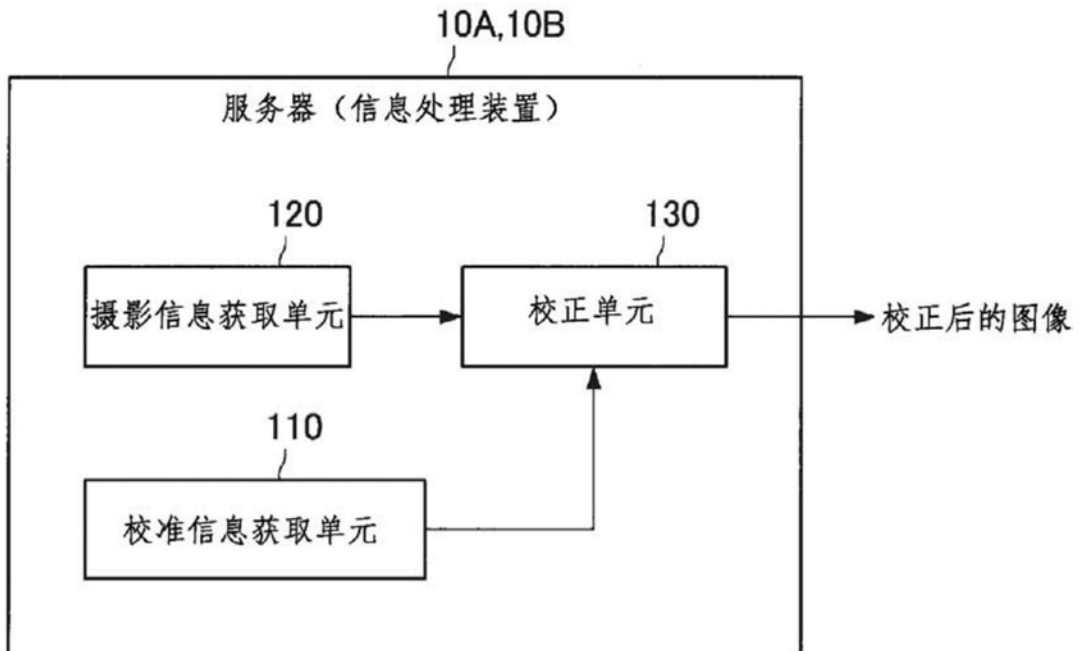 10A,10B
服务器（信息处理装置）
120
130
摄影信息获取单元
校正单元
校正后的图像
110
校准信息获取单元